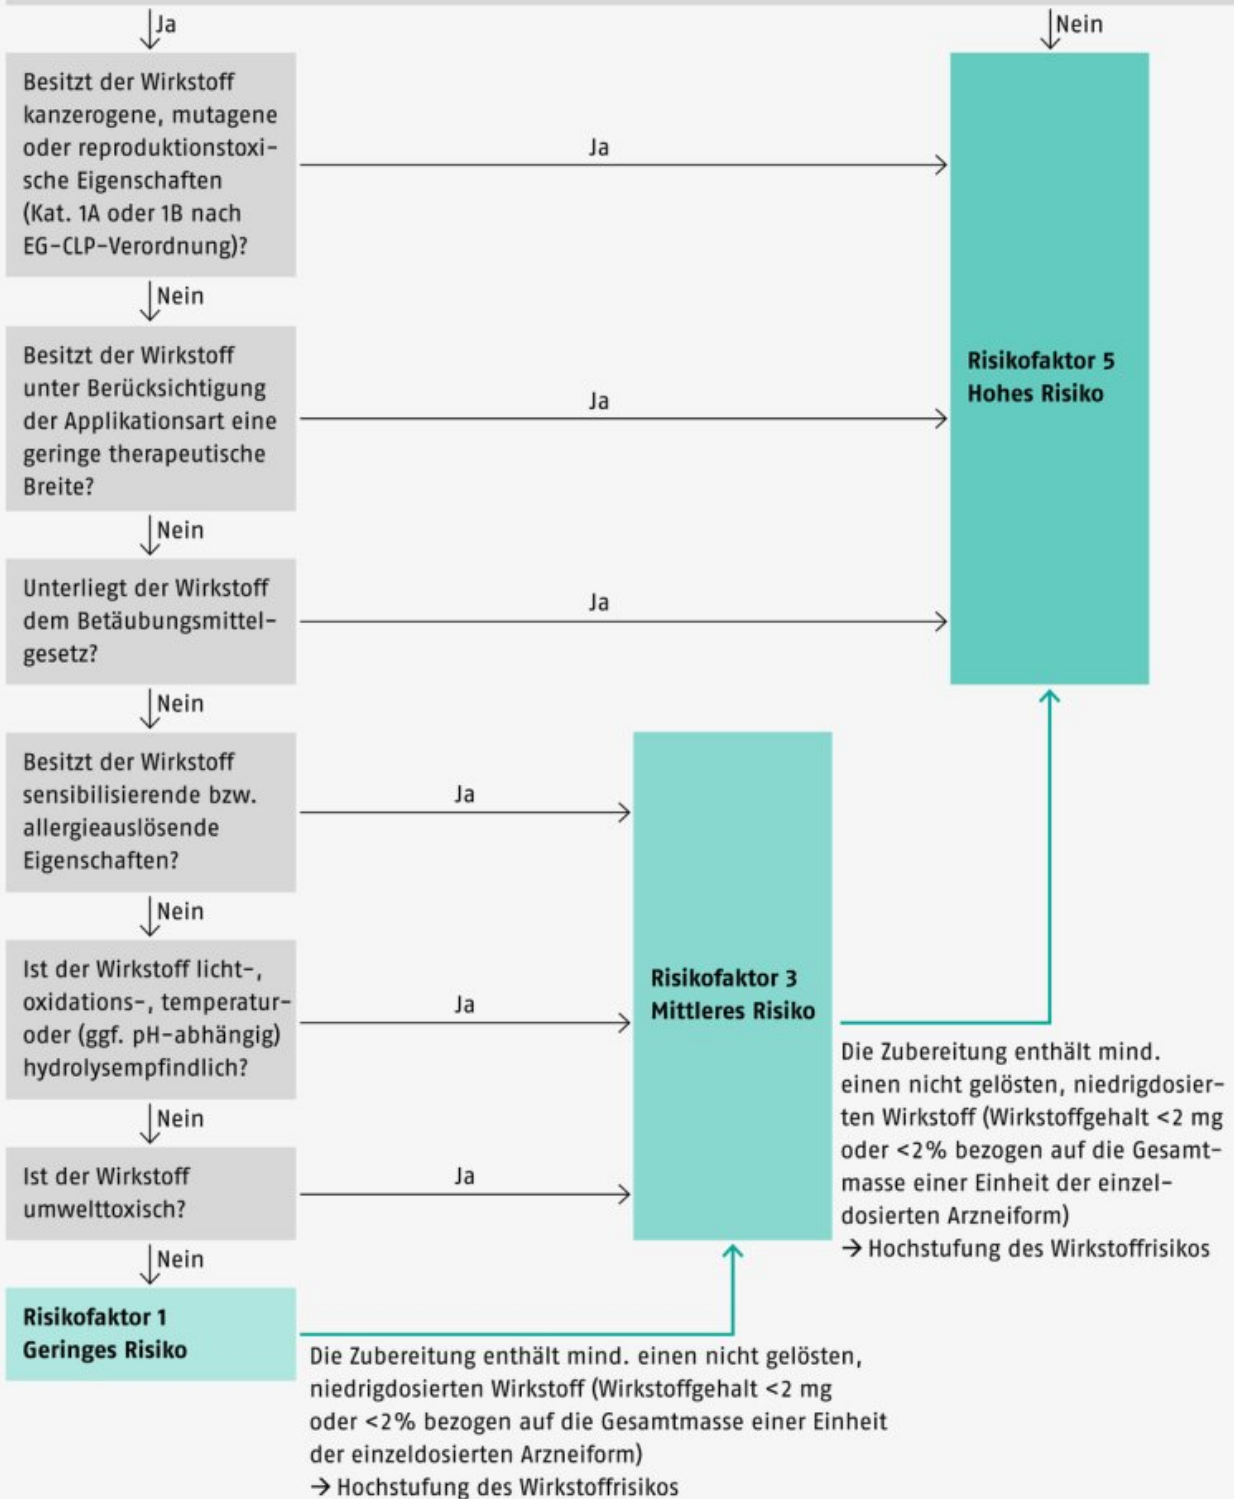 Ja
Nein
Besitzt der Wirkstoff
kanzerogene, mutagene
oder reproduktionstoxi-
sche Eigenschaften
(Kat. 1A oder 1B nach
EG-CLP-Verordnung)?
Ja
Nein
Besitzt der Wirkstoff
unter Berücksichtigung
der Applikationsart eine
geringe therapeutische
Breite?
Ja
Risikofaktor 5
Hohes Risiko
Nein
Unterliegt der Wirkstoff
dem Betäubungsmittel-
gesetz?
Ja
Nein
Besitzt der Wirkstoff
sensibilisierende bzw.
allergieauslösende
Eigenschaften?
Ja
Nein
Ist der Wirkstoff licht-,
oxidations-, temperatur-
oder (ggf. pH-abhängig)
hydrolysempfindlich?
Ja
Risikofaktor 3
Mittleres Risiko
Die Zubereitung enthält mind.
einen nicht gelösten, niedrigdosier-
ten Wirkstoff (Wirkstoffgehalt <2 mg
oder <2% bezogen auf die Gesamt-
masse einer Einheit der einzel-
dosierten Arzneiform)
→ Hochstufung des Wirkstoffrisikos
Nein
Ist der Wirkstoff
umwelttoxisch?
Ja
Nein
Risikofaktor 1
Geringes Risiko
Die Zubereitung enthält mind. einen nicht gelösten,
niedrigdosierten Wirkstoff (Wirkstoffgehalt <2 mg
oder <2% bezogen auf die Gesamtmasse einer Einheit
der einzeldosierten Arzneiform)
→ Hochstufung des Wirkstoffrisikos